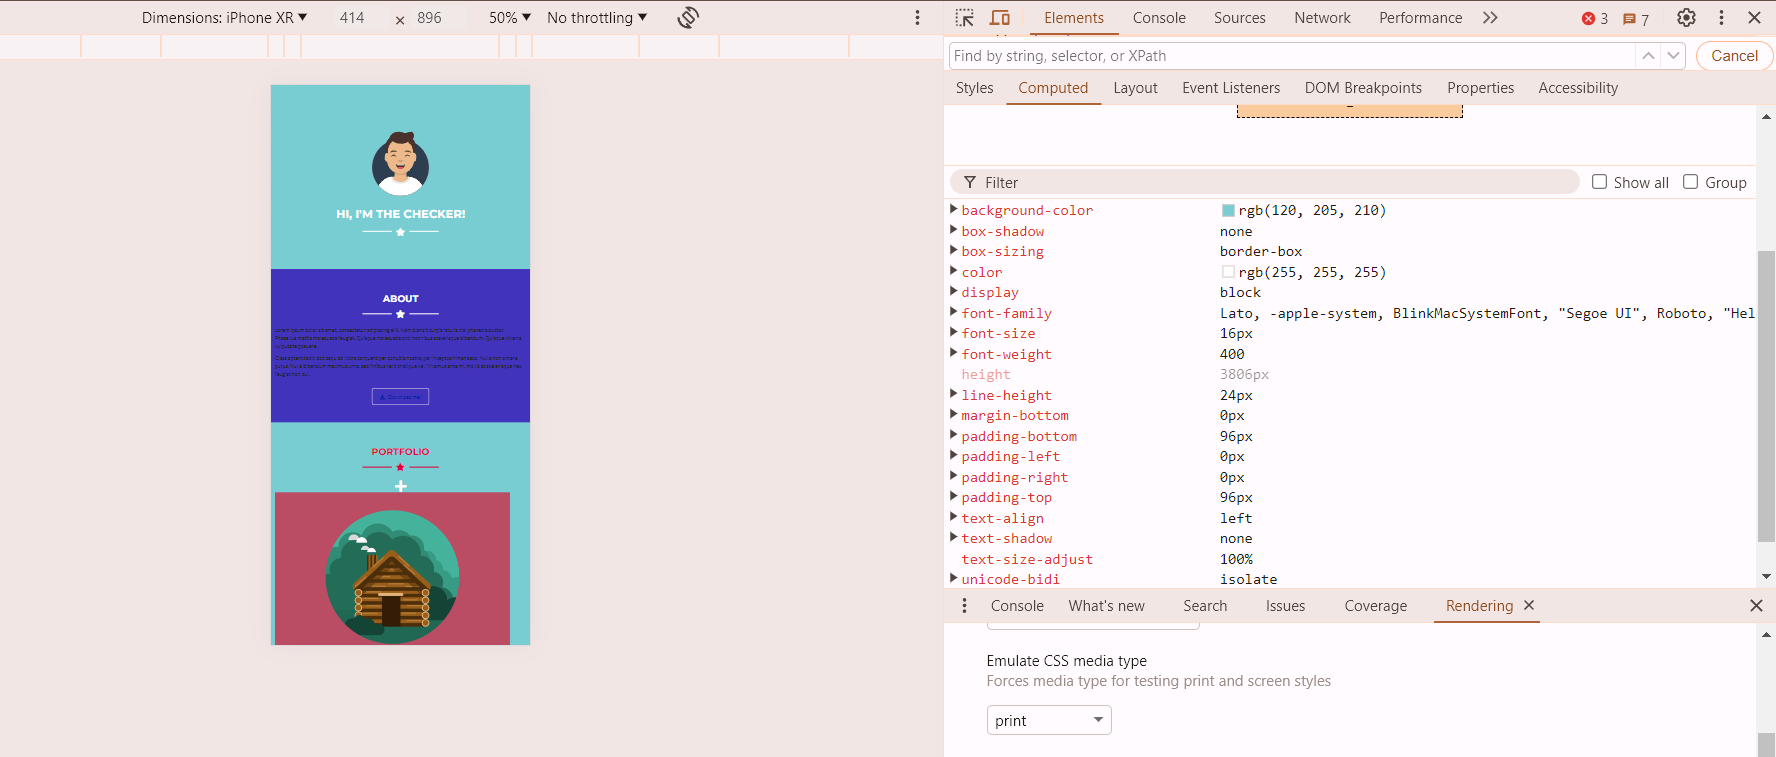 Dimensions: iPhone XR ▼ 414 × 896 50% ▼ No throttling ▼
Elements Console Sources Network Performance 3 7
Find by string, selector, or XPath Cancel
Styles Computed Layout Event Listeners DOM Breakpoints Properties Accessibility
Filter Show all Group
background-color rgb(120, 205, 210)
box-shadow none
box-sizing border-box
color rgb(255, 255, 255)
display block
font-family Lato, -apple-system, BlinkMacSystemFont, "Segoe UI", Roboto, "Hel
font-size 16px
font-weight 400
height 3806px
line-height 24px
margin-bottom 0px
padding-bottom 96px
padding-left 0px
padding-right 0px
padding-top 96px
text-align left
text-shadow none
text-size-adjust 100%
unicode-bidi isolate
Console What's new Search Issues Coverage Rendering
Emulate CSS media type
Forces media type for testing print and screen styles
print
HI, I'M THE CHECKER!
ABOUT
Download me
PORTFOLIO